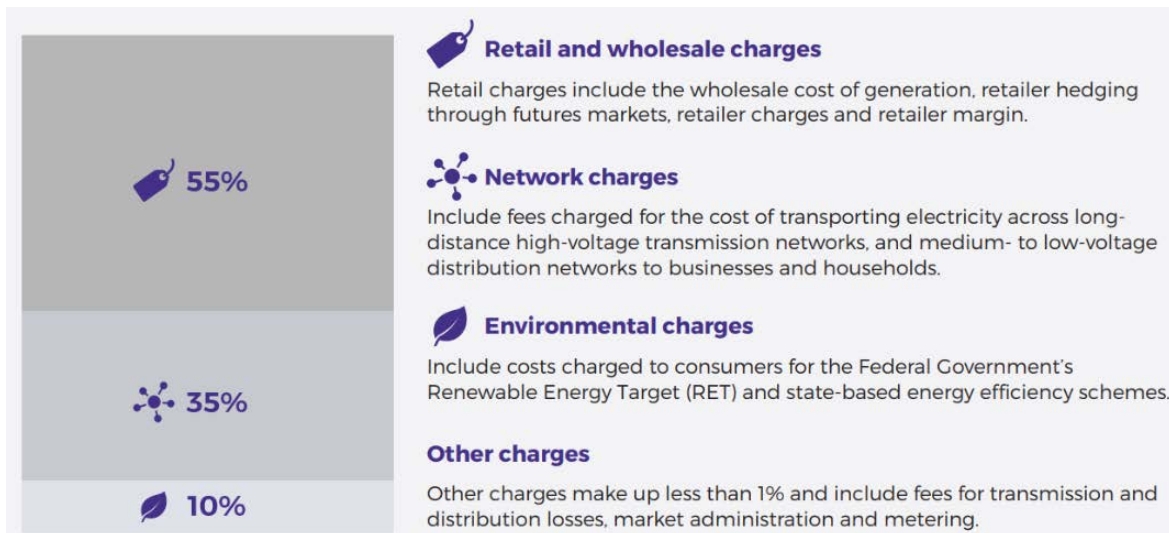 55%
35%
10%
Retail and wholesale charges
Retail charges include the wholesale cost of generation, retailer hedging
through futures markets, retailer charges and retailer margin.
Network charges
Include fees charged for the cost of transporting electricity across long-
distance high-voltage transmission networks, and medium- to low-voltage
distribution networks to businesses and households.
Environmental charges
Include costs charged to consumers for the Federal Government’s
Renewable Energy Target (RET) and state-based energy efficiency schemes.
Other charges
Other charges make up less than 1% and include fees for transmission and
distribution losses, market administration and metering.